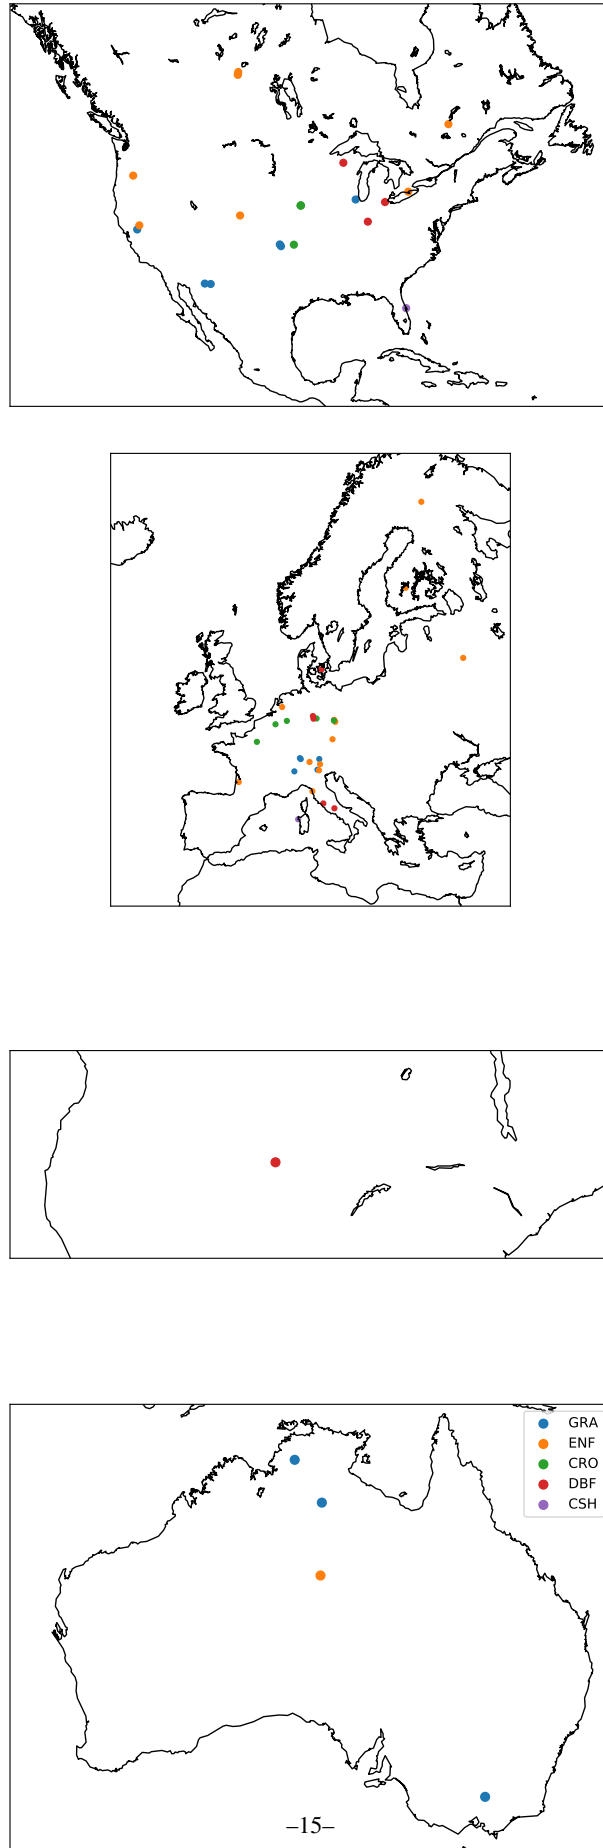 GRA
ENF
CRO
DBF
CSH
–15–